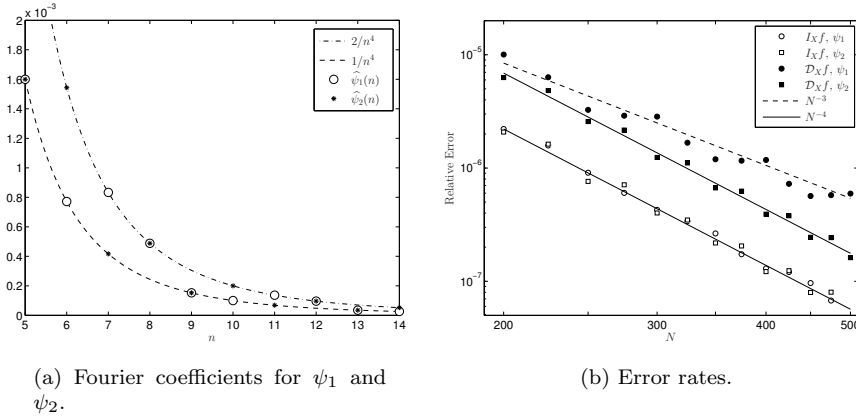 ×10⁻³
2
1.8
1.6
1.4
1.2
1
0.8
0.6
0.4
0.2
0
5 6 7 8 9 10 11 12 13 14
n
2/n⁴
1/n⁴
ψ̂₁(n)
ψ̂₂(n)
(a) Fourier coefficients for ψ₁ and
ψ₂.
10⁻⁵
10⁻⁶
10⁻⁷
Relative Error
200 300 400 500
N
I_X f, ψ₁
I_X f, ψ₂
𝒟_X f, ψ₁
𝒟_X f, ψ₂
N⁻³
N⁻⁴
(b) Error rates.